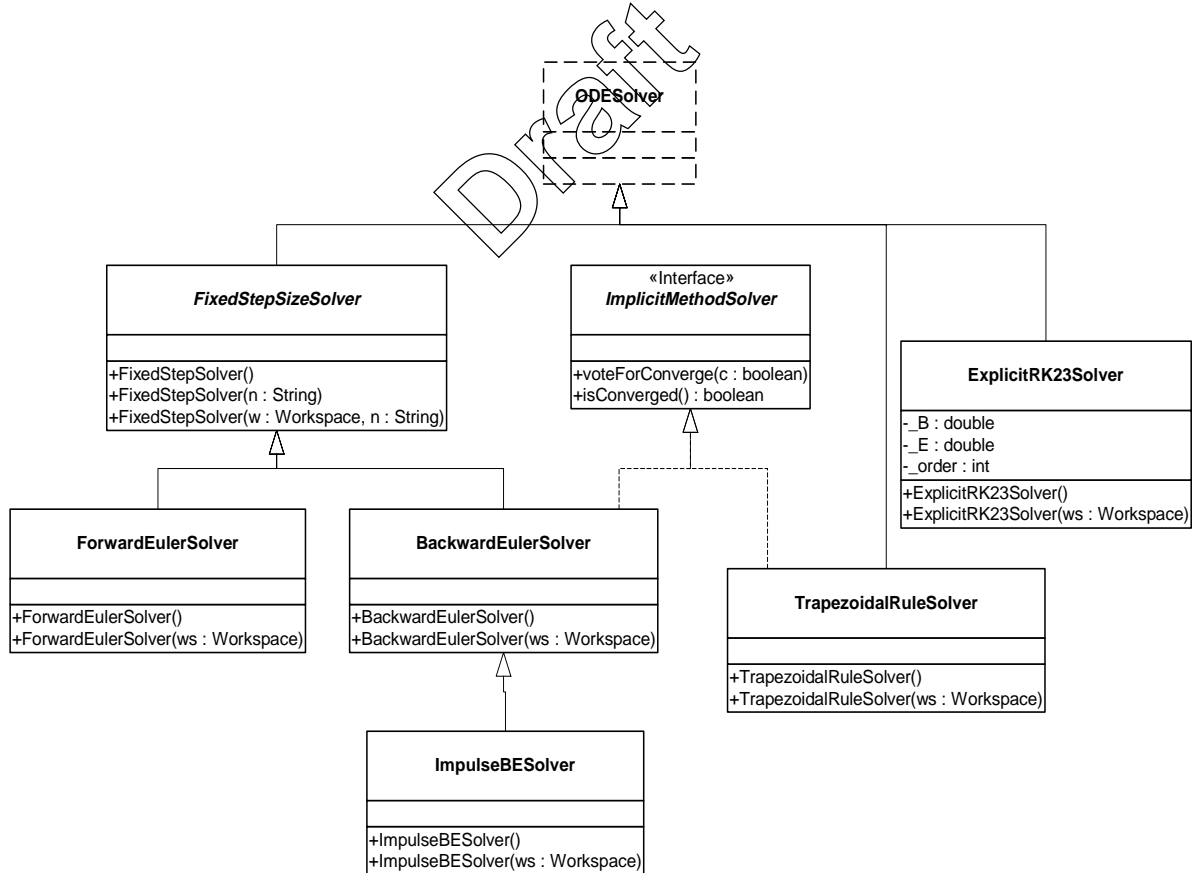 Draft
ODESolver
FixedStepSizeSolver
+FixedStepSolver()
+FixedStepSolver(n : String)
+FixedStepSolver(w : Workspace, n : String)
«Interface»
ImplicitMethodSolver
+voteForConverge(c : boolean)
+isConverged() : boolean
ExplicitRK23Solver
-_B : double
-_E : double
-_order : int
+ExplicitRK23Solver()
+ExplicitRK23Solver(ws : Workspace)
ForwardEulerSolver
+ForwardEulerSolver()
+ForwardEulerSolver(ws : Workspace)
BackwardEulerSolver
+BackwardEulerSolver()
+BackwardEulerSolver(ws : Workspace)
TrapezoidalRuleSolver
+TrapezoidalRuleSolver()
+TrapezoidalRuleSolver(ws : Workspace)
ImpulseBESolver
+ImpulseBESolver()
+ImpulseBESolver(ws : Workspace)